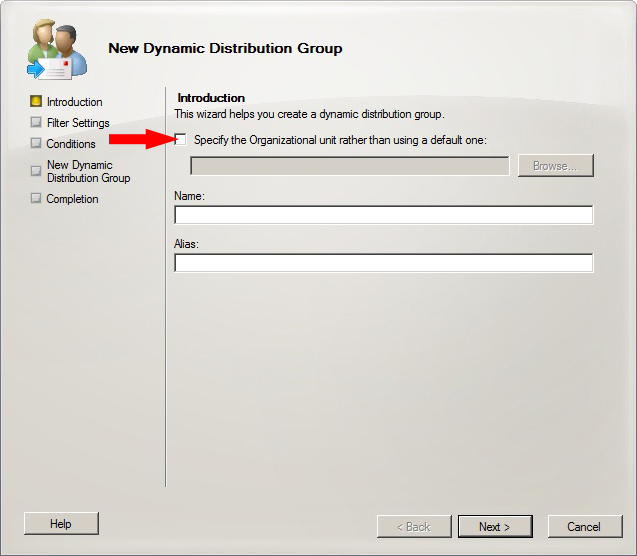 New Dynamic Distribution Group
Introduction
Filter Settings
Conditions
New Dynamic
Distribution Group
Completion
Introduction
This wizard helps you create a dynamic distribution group.
Specify the Organizational unit rather than using a default one:
Browse...
Name:
Alias:
Help
< Back
Next >
Cancel